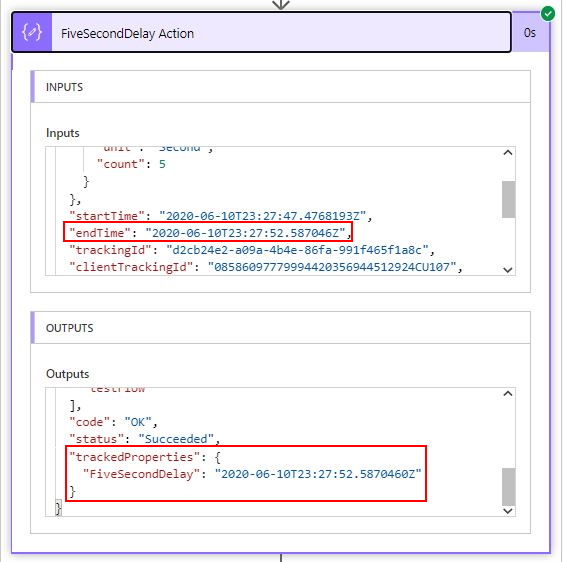 FiveSecondDelay Action
0s
INPUTS
Inputs
"unit": "Second",
"count": 5
}
},
"startTime": "2020-06-10T23:27:47.4768193Z",
"endTime": "2020-06-10T23:27:52.587046Z",
"trackingId": "d2cb24e2-a09a-4b4e-86fa-991f465f1a8c",
"clientTrackingId": "08586097779994420356944512924CU107",
OUTPUTS
Outputs
testflow
],
"code": "OK",
"status": "Succeeded",
"trackedProperties": {
"FiveSecondDelay": "2020-06-10T23:27:52.5870460Z"
}
}